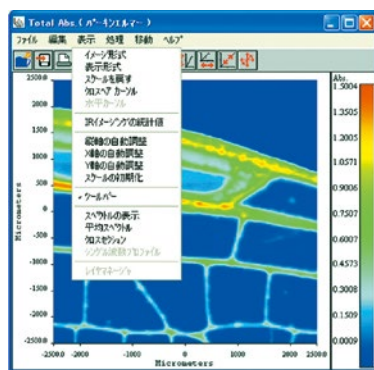 Total Abs. (パーキンエルマー)
ファイル 編集 表示 処理 移動 ヘルプ
イメージ形式
表示形式
スケールを戻す
クロスヘア カーソル
水平カーソル
IRイメージングの統計値
縦軸の自動調整
X軸の自動調整
Y軸の自動調整
スケールの初期化
ツールバー
スペクトルの表示
平均スペクトル
クロスセクション
シングル波数プロファイル
レイヤマネージャ
2500.0
2000
1500
1000
500
0
-500
-1000
-1500
-2000
-2500.0
Micrometers
-2500.0 -2000 -1000 0 1000 2000 2500.0
Micrometers
Abs.
1.5004
1.3505
1.2005
1.0571
0.9006
0.7507
0.6007
0.4573
0.3008
0.1509
0.0009